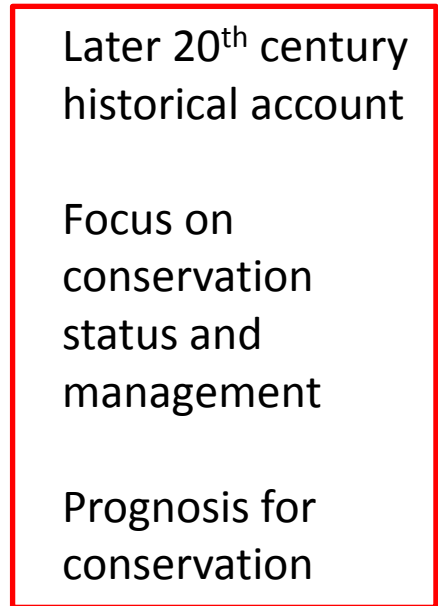 Later 20th century
historical account
Focus on
conservation
status and
management
Prognosis for
conservation